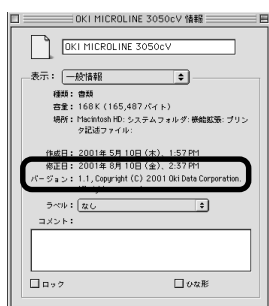 OKI MICROLINE 3050cV 情報
OKI MICROLINE 3050cV
表示： 一般情報
種類： 書類
容量： 168K (165,487 バイト)
場所： Macintosh HD: システムフォルダ: 機能拡張: プリン
タ記述ファイル:
作成日： 2001年 5月 10日 (木)、1:57 PM
修正日： 2001年 8月 10日 (金)、2:37 PM
バージョン： 1.1, Copyright (C) 2001 Oki Data Corporation.
ラベル： なし
コメント：
ロック ひな形